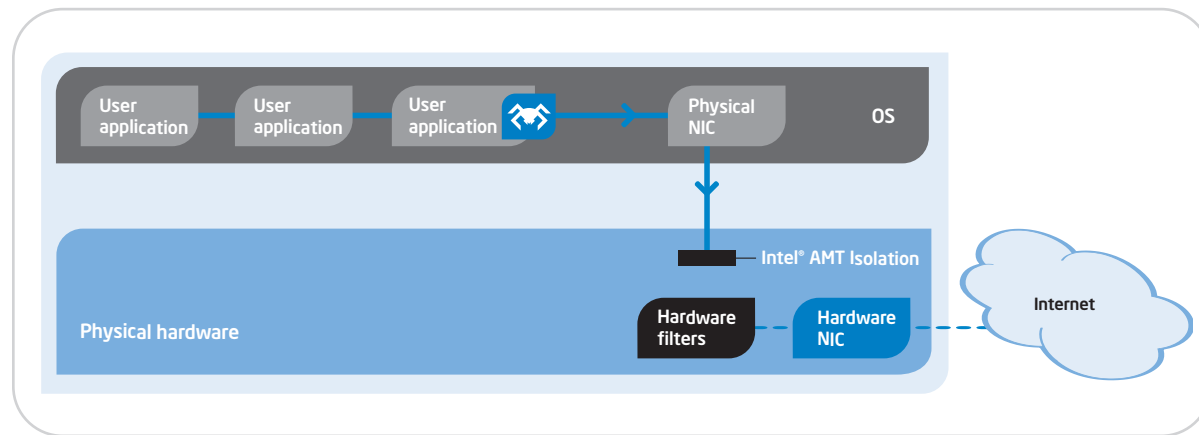 User
application
User
application
User
application
Physical
NIC
OS
Intel® AMT Isolation
Physical hardware
Hardware
filters
Hardware
NIC
Internet